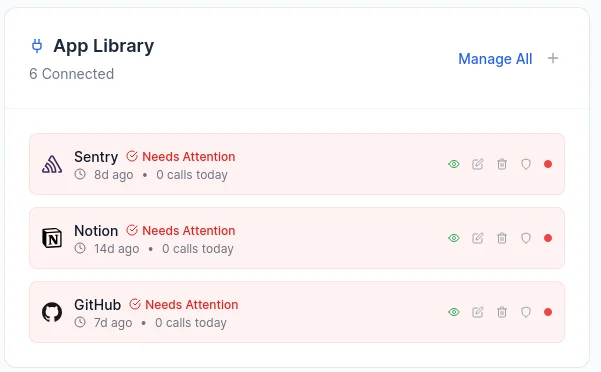 App Library
6 Connected
Manage All
Sentry Needs Attention
8d ago • 0 calls today
Notion Needs Attention
14d ago • 0 calls today
GitHub Needs Attention
7d ago • 0 calls today